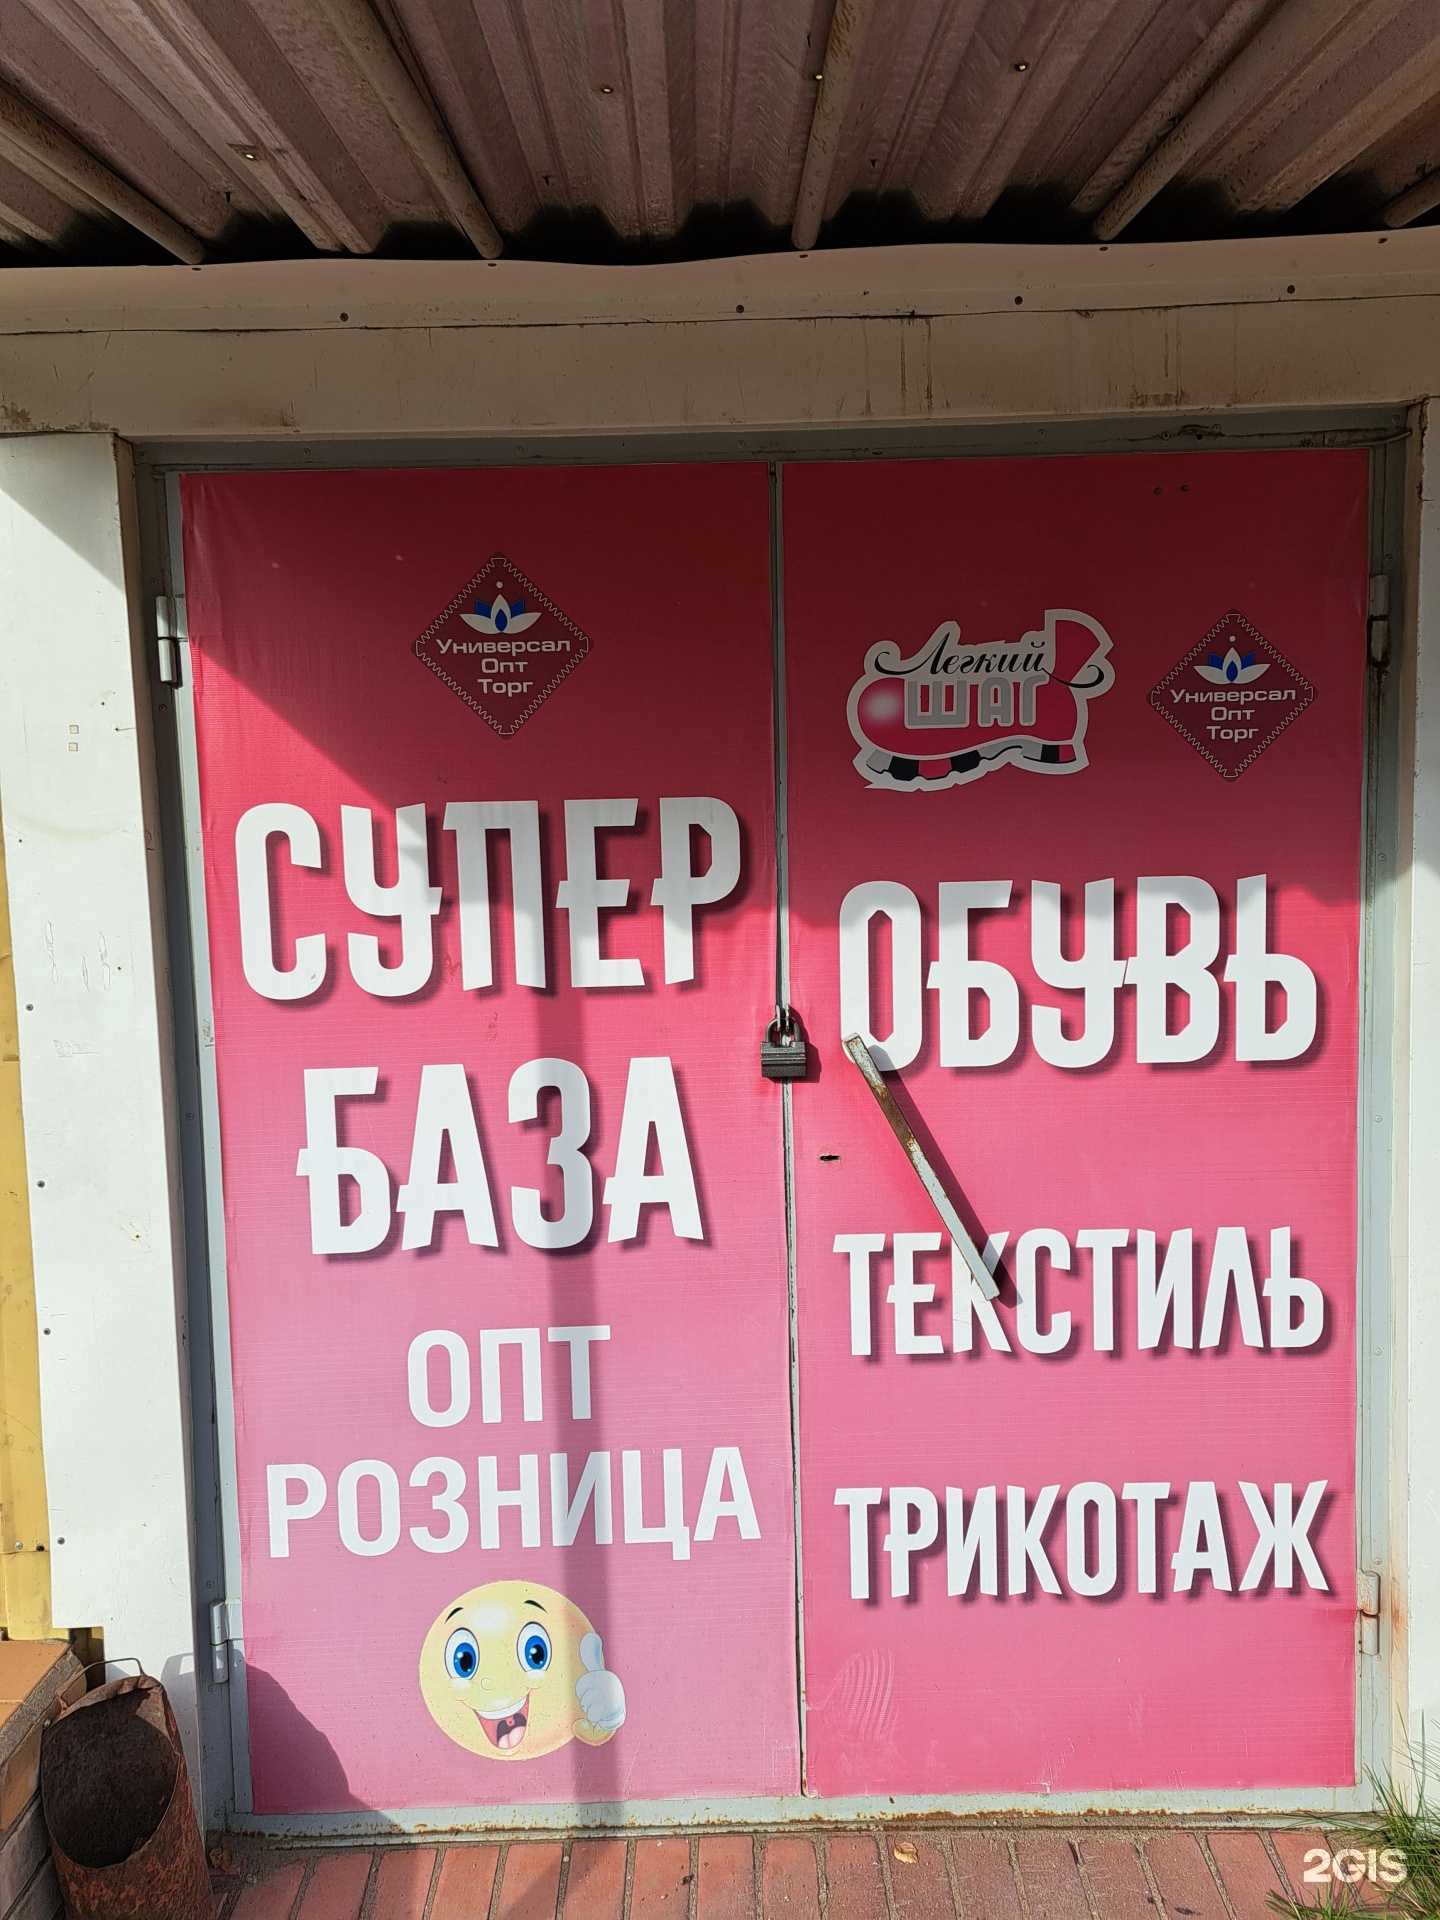 Универсал
Опт
Торг
СУПЕР
БАЗА
ОПТ
РОЗНИЦА
Легкий
ШАГ
Универсал
Опт
Торг
ОБУВЬ
ТЕКСТИЛЬ
ТРИКОТАЖ
2GIS